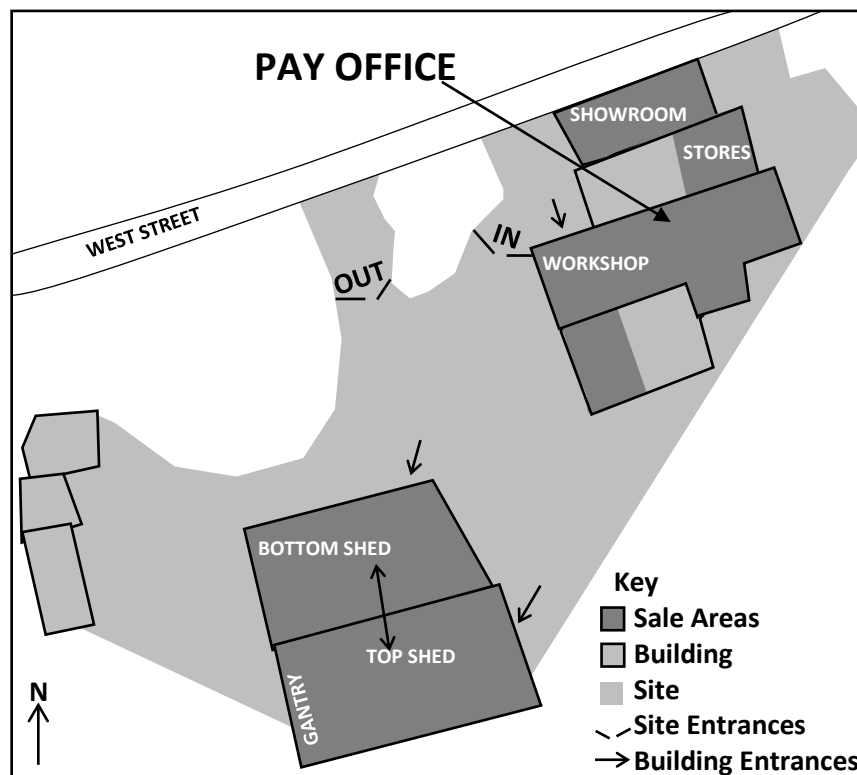 PAY OFFICE
SHOWROOM
STORES
WEST STREET
IN
WORKSHOP
OUT
BOTTOM SHED
TOP SHED
GANTRY
N
Key
Sale Areas
Building
Site
Site Entrances
Building Entrances